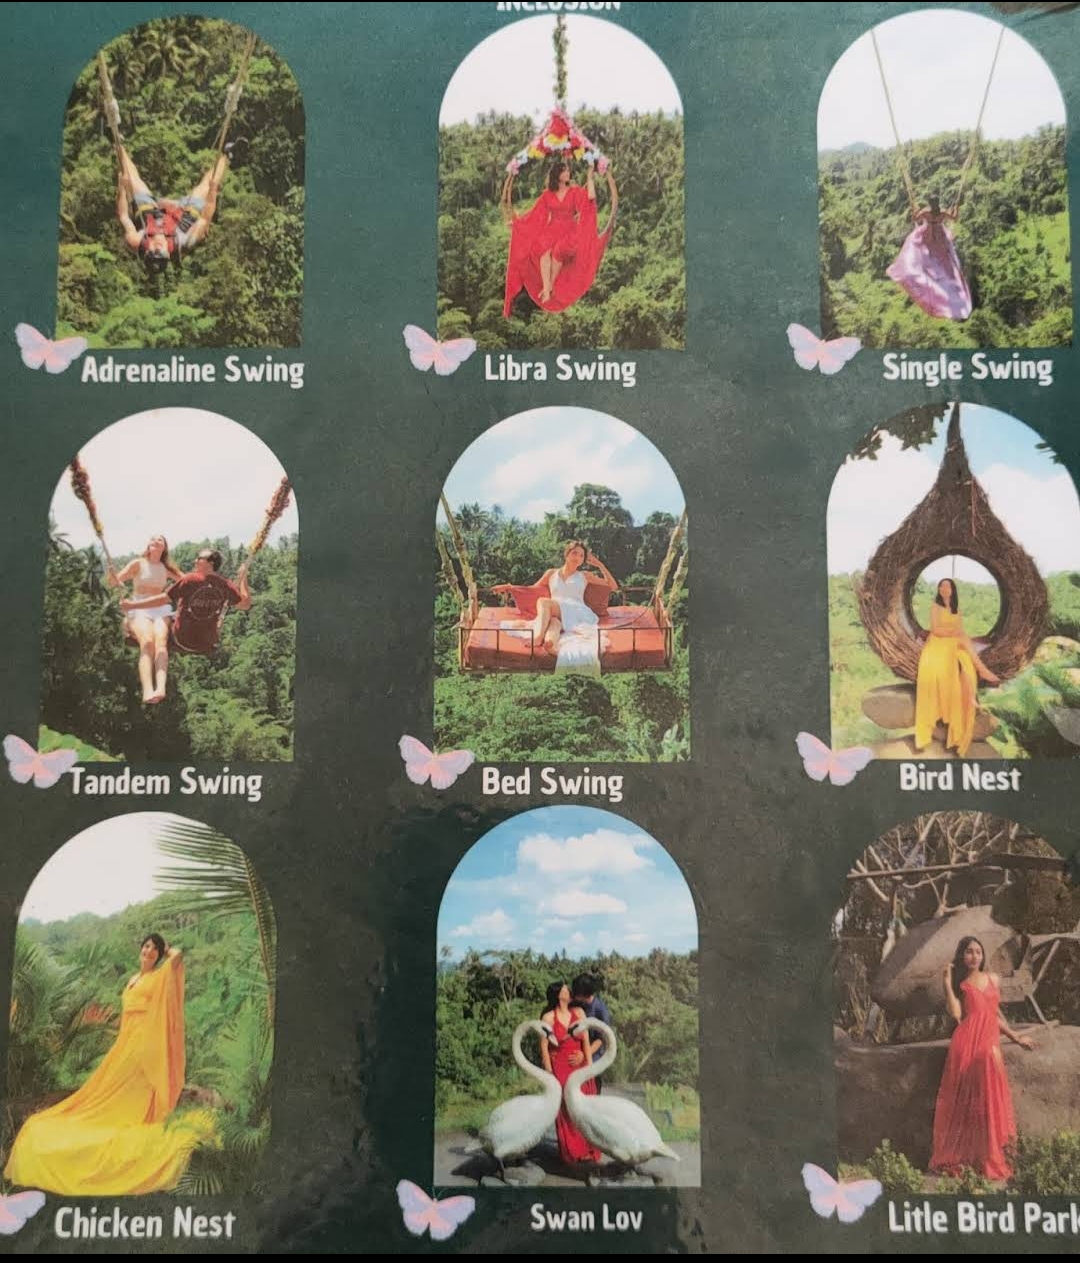 INCLUSION
Adrenaline Swing
Libra Swing
Single Swing
Tandem Swing
Bed Swing
Bird Nest
Chicken Nest
Swan Lov
Litle Bird Park